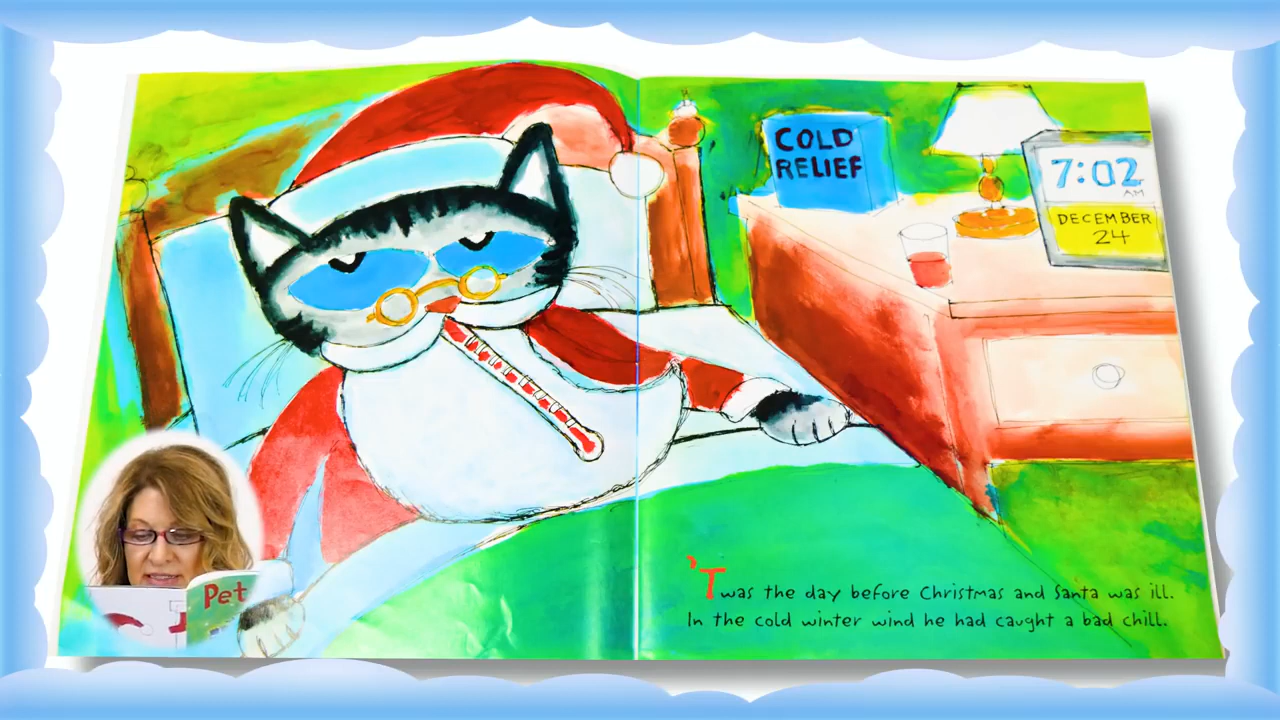 COLD
RELIEF
7:02
AM
DECEMBER
24
'Twas the day before Christmas and Santa was ill.
In the cold winter wind he had caught a bad chill.
Pet